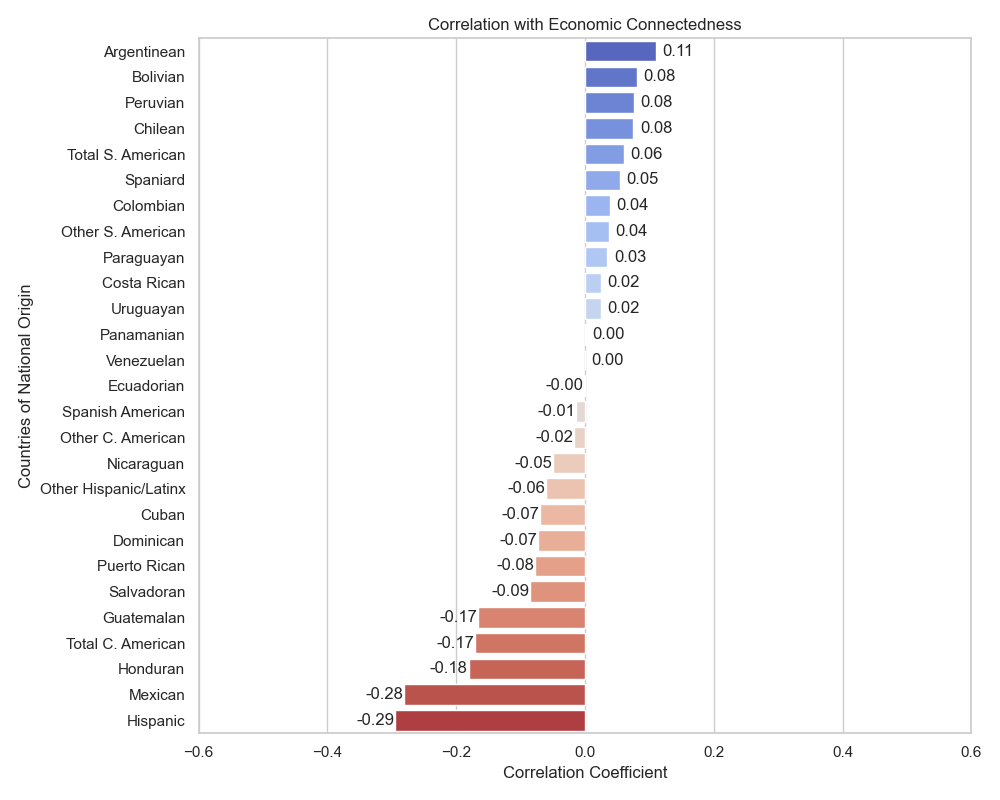 Correlation with Economic Connectedness
Countries of National Origin
Argentinean 0.11
Bolivian 0.08
Peruvian 0.08
Chilean 0.08
Total S. American 0.06
Spaniard 0.05
Colombian 0.04
Other S. American 0.04
Paraguayan 0.03
Costa Rican 0.02
Uruguayan 0.02
Panamanian 0.00
Venezuelan 0.00
Ecuadorian -0.00
Spanish American -0.01
Other C. American -0.02
Nicaraguan -0.05
Other Hispanic/Latinx -0.06
Cuban -0.07
Dominican -0.07
Puerto Rican -0.08
Salvadoran -0.09
Guatemalan -0.17
Total C. American -0.17
Honduran -0.18
Mexican -0.28
Hispanic -0.29
−0.6 −0.4 −0.2 0.0 0.2 0.4 0.6
Correlation Coefficient